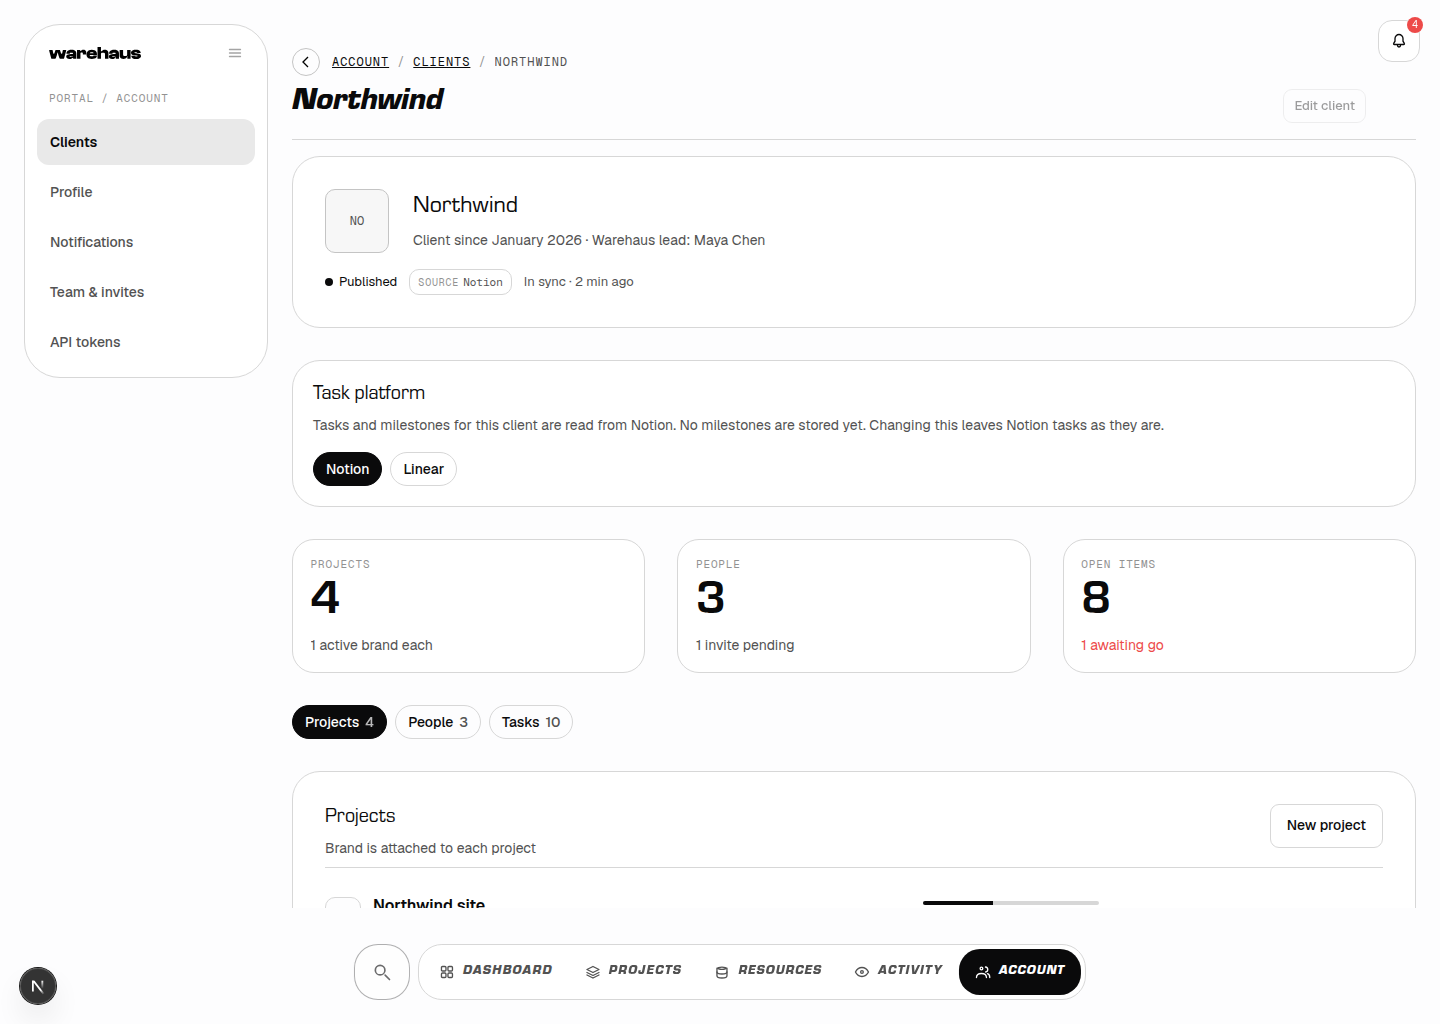 warehaus
PORTAL / ACCOUNT
Clients
Profile
Notifications
Team & invites
API tokens
4
ACCOUNT / CLIENTS / NORTHWIND
Northwind
Edit client
NO
Northwind
Client since January 2026 · Warehaus lead: Maya Chen
Published
SOURCE Notion
In sync · 2 min ago
Task platform
Tasks and milestones for this client are read from Notion. No milestones are stored yet. Changing this leaves Notion tasks as they are.
Notion
Linear
PROJECTS
4
1 active brand each
PEOPLE
3
1 invite pending
OPEN ITEMS
8
1 awaiting go
Projects 4
People 3
Tasks 10
Projects
Brand is attached to each project
New project
Northwind site
N
DASHBOARD
PROJECTS
RESOURCES
ACTIVITY
ACCOUNT